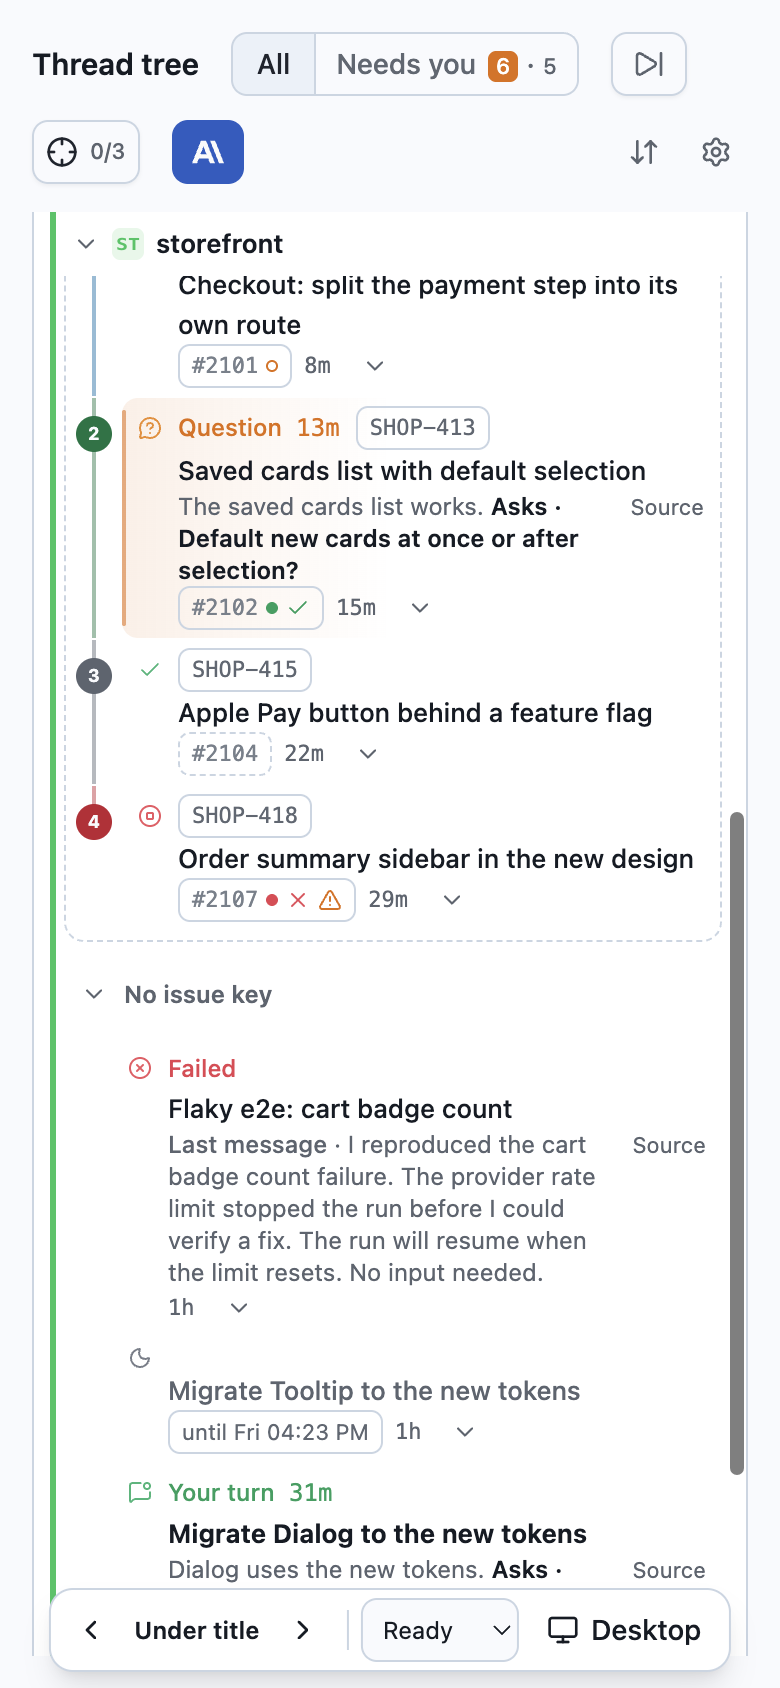 Thread tree
All
Needs you 6 · 5
0/3
ST storefront
Checkout: split the payment step into its
own route
#2101 8m
2
Question 13m SHOP-413
Saved cards list with default selection
The saved cards list works. Asks · Source
Default new cards at once or after
selection?
#2102 15m
3
SHOP-415
Apple Pay button behind a feature flag
#2104 22m
4
SHOP-418
Order summary sidebar in the new design
#2107 29m
No issue key
Failed
Flaky e2e: cart badge count
Last message · I reproduced the cart Source
badge count failure. The provider rate
limit stopped the run before I could
verify a fix. The run will resume when
the limit resets. No input needed.
1h
Migrate Tooltip to the new tokens
until Fri 04:23 PM 1h
Your turn 31m
Migrate Dialog to the new tokens
Dialog uses the new tokens. Asks · Source
Under title
Ready
Desktop